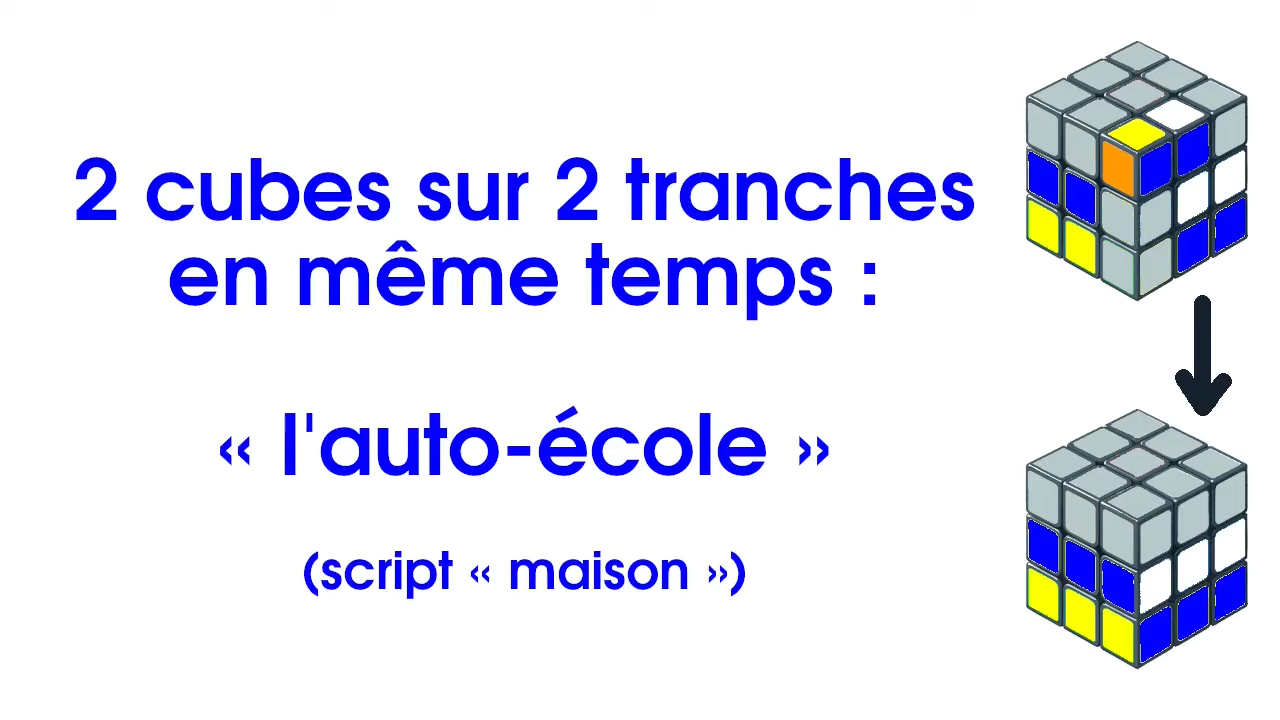 2 cubes sur 2 tranches
en même temps :
« l'auto-école »
(script « maison »)